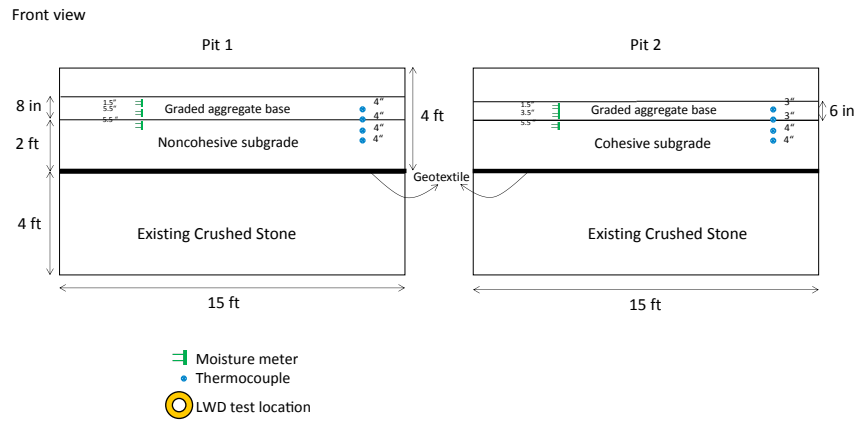 Front view
Pit 1
Pit 2
8 in
1.5"
5.5"
5.5 "
Graded aggregate base
4"
4"
4"
4"
4 ft
2 ft
Noncohesive subgrade
1.5"
3.5"
5.5"
Graded aggregate base
3"
3"
4"
4"
6 in
Cohesive subgrade
Geotextile
4 ft
Existing Crushed Stone
Existing Crushed Stone
15 ft
15 ft
Moisture meter
Thermocouple
LWD test location